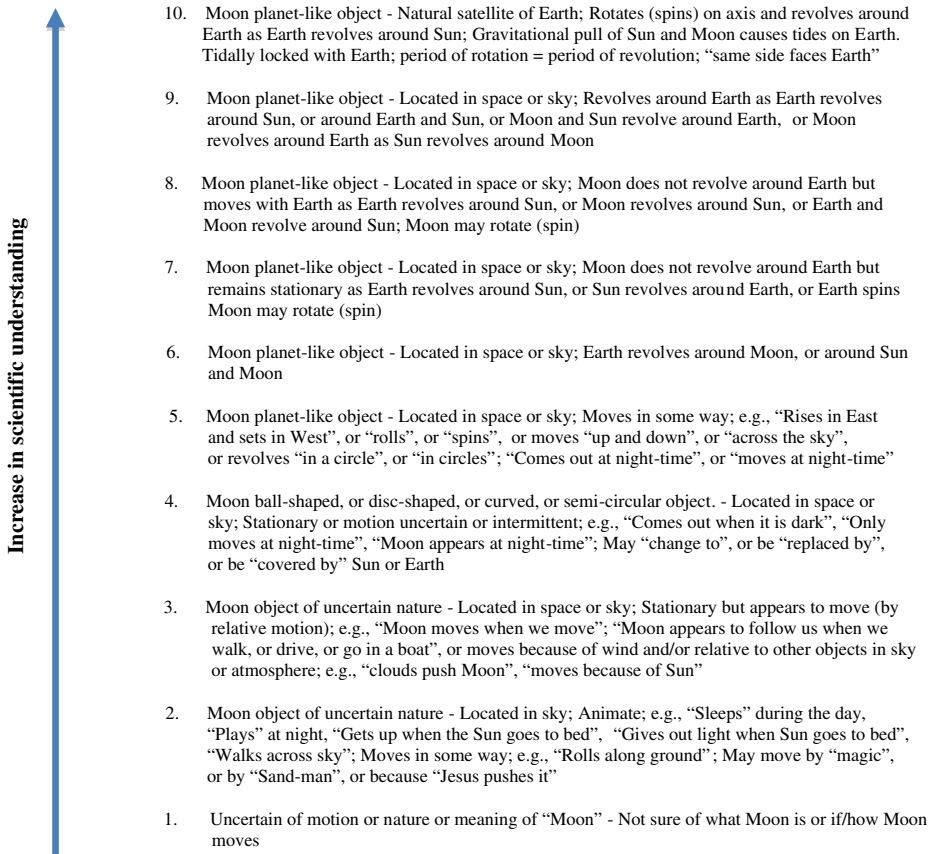 Increase in scientific understanding
10. Moon planet-like object - Natural satellite of Earth; Rotates (spins) on axis and revolves around
Earth as Earth revolves around Sun; Gravitational pull of Sun and Moon causes tides on Earth.
Tidally locked with Earth; period of rotation = period of revolution; “same side faces Earth”
9. Moon planet-like object - Located in space or sky; Revolves around Earth as Earth revolves
around Sun, or around Earth and Sun, or Moon and Sun revolve around Earth, or Moon
revolves around Earth as Sun revolves around Moon
8. Moon planet-like object - Located in space or sky; Moon does not revolve around Earth but
moves with Earth as Earth revolves around Sun, or Moon revolves around Sun, or Earth and
Moon revolve around Sun; Moon may rotate (spin)
7. Moon planet-like object - Located in space or sky; Moon does not revolve around Earth but
remains stationary as Earth revolves around Sun, or Sun revolves around Earth, or Earth spins
Moon may rotate (spin)
6. Moon planet-like object - Located in space or sky; Earth revolves around Moon, or around Sun
and Moon
5. Moon planet-like object - Located in space or sky; Moves in some way; e.g., “Rises in East
and sets in West”, or “rolls”, or “spins”, or moves “up and down”, or “across the sky”,
or revolves “in a circle”, or “in circles”; “Comes out at night-time”, or “moves at night-time”
4. Moon ball-shaped, or disc-shaped, or curved, or semi-circular object. - Located in space or
sky; Stationary or motion uncertain or intermittent; e.g., “Comes out when it is dark”, “Only
moves at night-time”, “Moon appears at night-time”; May “change to”, or be “replaced by”,
or be “covered by” Sun or Earth
3. Moon object of uncertain nature - Located in space or sky; Stationary but appears to move (by
relative motion); e.g., “Moon moves when we move”; “Moon appears to follow us when we
walk, or drive, or go in a boat”, or moves because of wind and/or relative to other objects in sky
or atmosphere; e.g., “clouds push Moon”, “moves because of Sun”
2. Moon object of uncertain nature - Located in sky; Animate; e.g., “Sleeps” during the day,
“Plays” at night, “Gets up when the Sun goes to bed”, “Gives out light when Sun goes to bed”,
“Walks across sky”; Moves in some way; e.g., “Rolls along ground”; May move by “magic”,
or by “Sand-man”, or because “Jesus pushes it”
1. Uncertain of motion or nature or meaning of “Moon” - Not sure of what Moon is or if/how Moon
moves